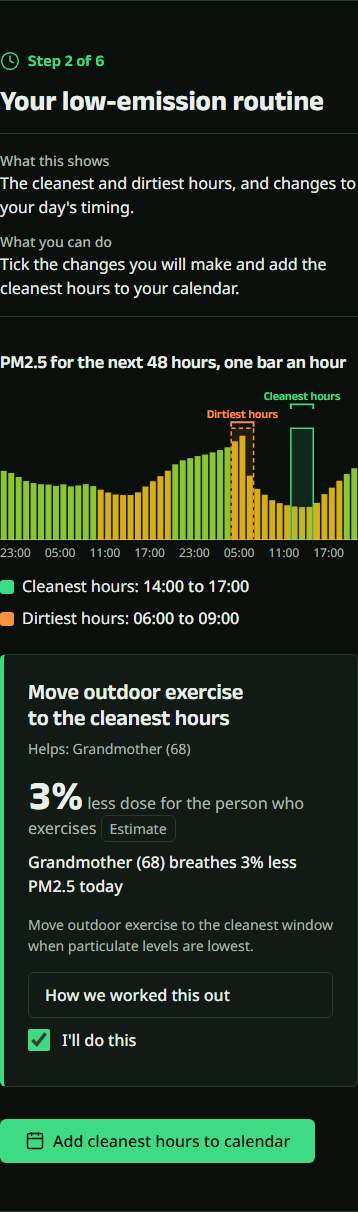 Step 2 of 6
Your low-emission routine
What this shows
The cleanest and dirtiest hours, and changes to
your day's timing.
What you can do
Tick the changes you will make and add the
cleanest hours to your calendar.
PM2.5 for the next 48 hours, one bar an hour
Cleanest hours
Dirtiest hours
23:00 05:00 11:00 17:00 23:00 05:00 11:00 17:00
Cleanest hours: 14:00 to 17:00
Dirtiest hours: 06:00 to 09:00
Move outdoor exercise
to the cleanest hours
Helps: Grandmother (68)
3% less dose for the person who
exercises Estimate
Grandmother (68) breathes 3% less
PM2.5 today
Move outdoor exercise to the cleanest window
when particulate levels are lowest.
How we worked this out
I'll do this
Add cleanest hours to calendar